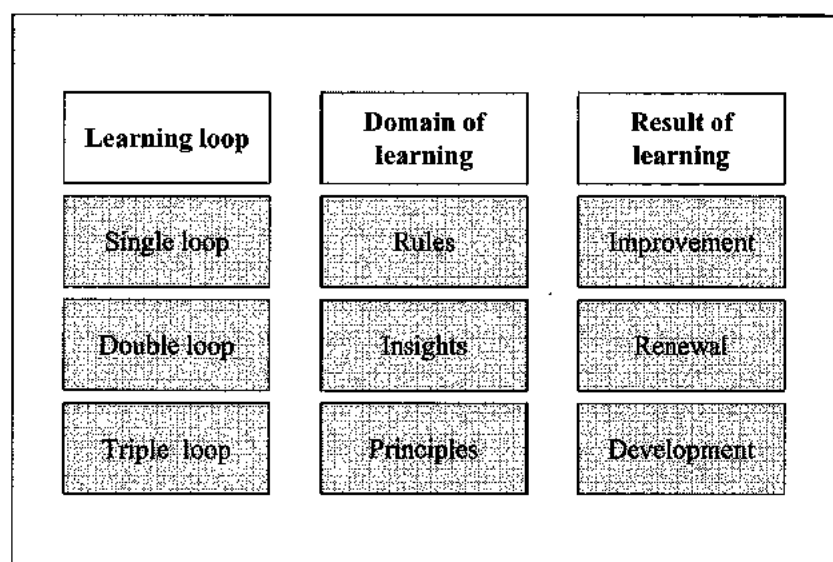 Learning loop
Domain of
learning
Result of
learning
Single loop
Rules
Improvement
Double loop
Insights
Renewal
Triple loop
Principles
Development